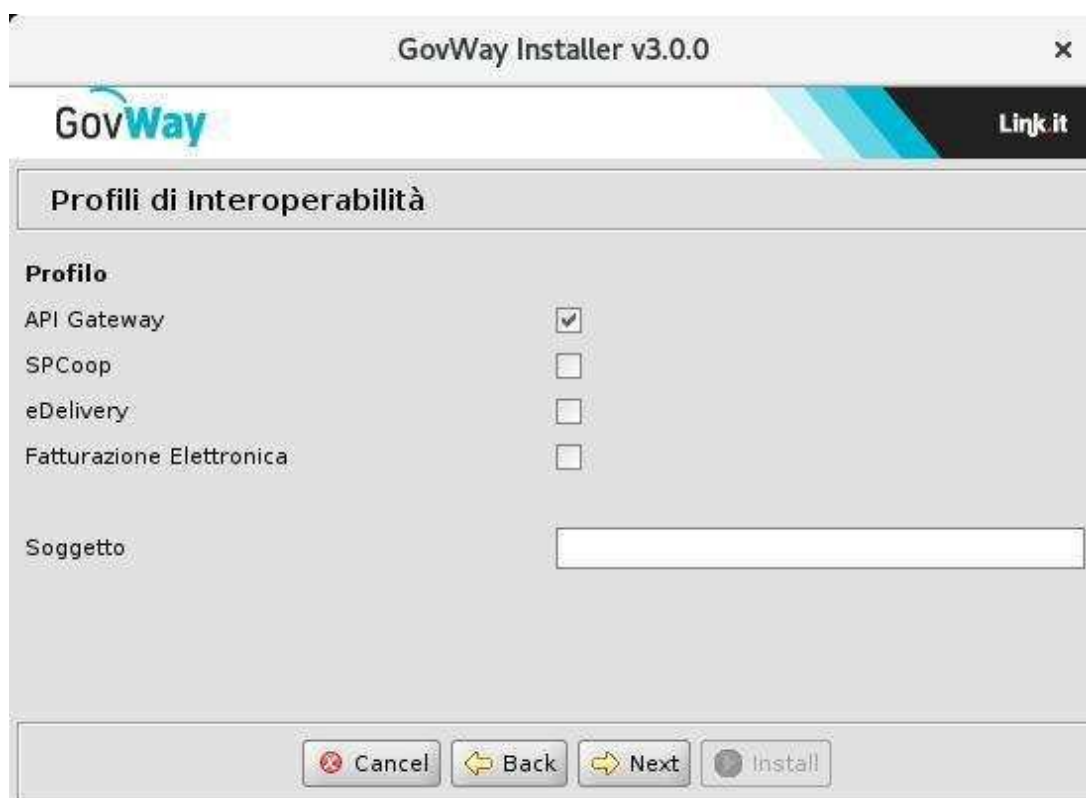 GovWay Installer v3.0.0
GovWay
Link.it
Profili di Interoperabilità
Profilo
API Gateway
SPCoop
eDelivery
Fatturazione Elettronica
Soggetto
Cancel Back Next Install